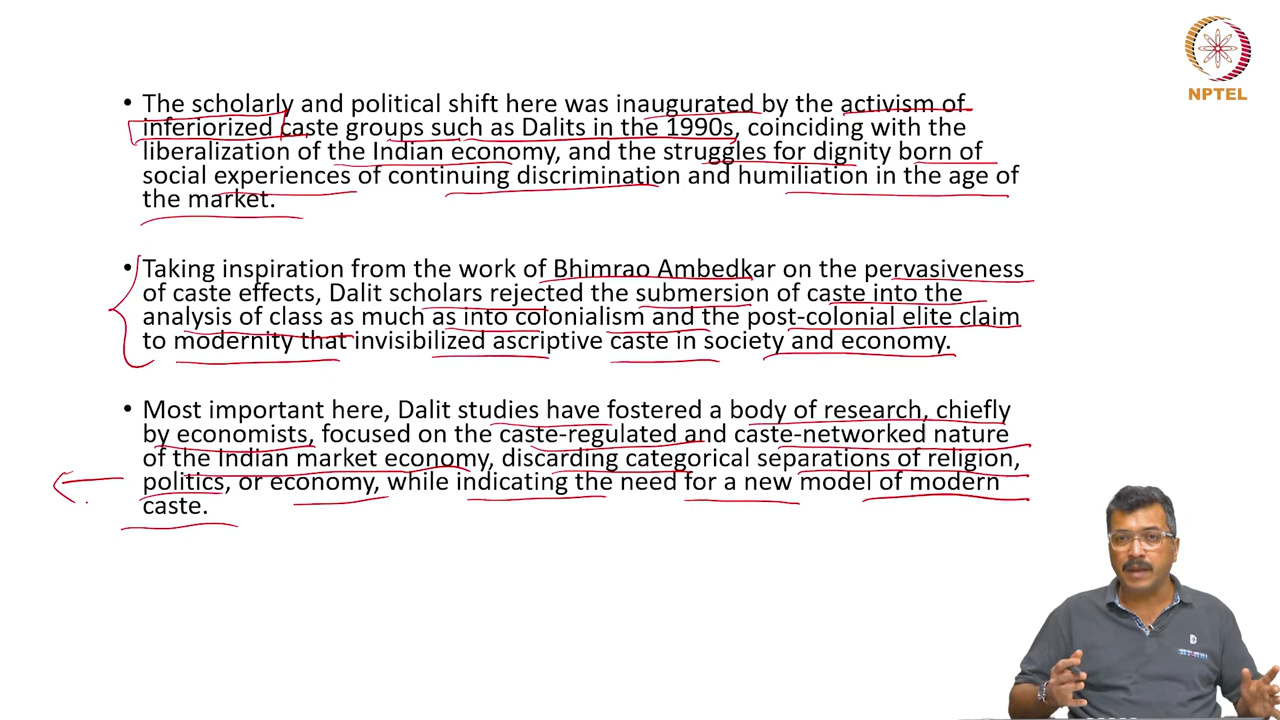 NPTEL
• The scholarly and political shift here was inaugurated by the activism of
inferiorized caste groups such as Dalits in the 1990s, coinciding with the
liberalization of the Indian economy, and the struggles for dignity born of
social experiences of continuing discrimination and humiliation in the age of
the market.
• Taking inspiration from the work of Bhimrao Ambedkar on the pervasiveness
of caste effects, Dalit scholars rejected the submersion of caste into the
analysis of class as much as into colonialism and the post-colonial elite claim
to modernity that invisibilized ascriptive caste in society and economy.
• Most important here, Dalit studies have fostered a body of research, chiefly
by economists, focused on the caste-regulated and caste-networked nature
of the Indian market economy, discarding categorical separations of religion,
politics, or economy, while indicating the need for a new model of modern
caste.